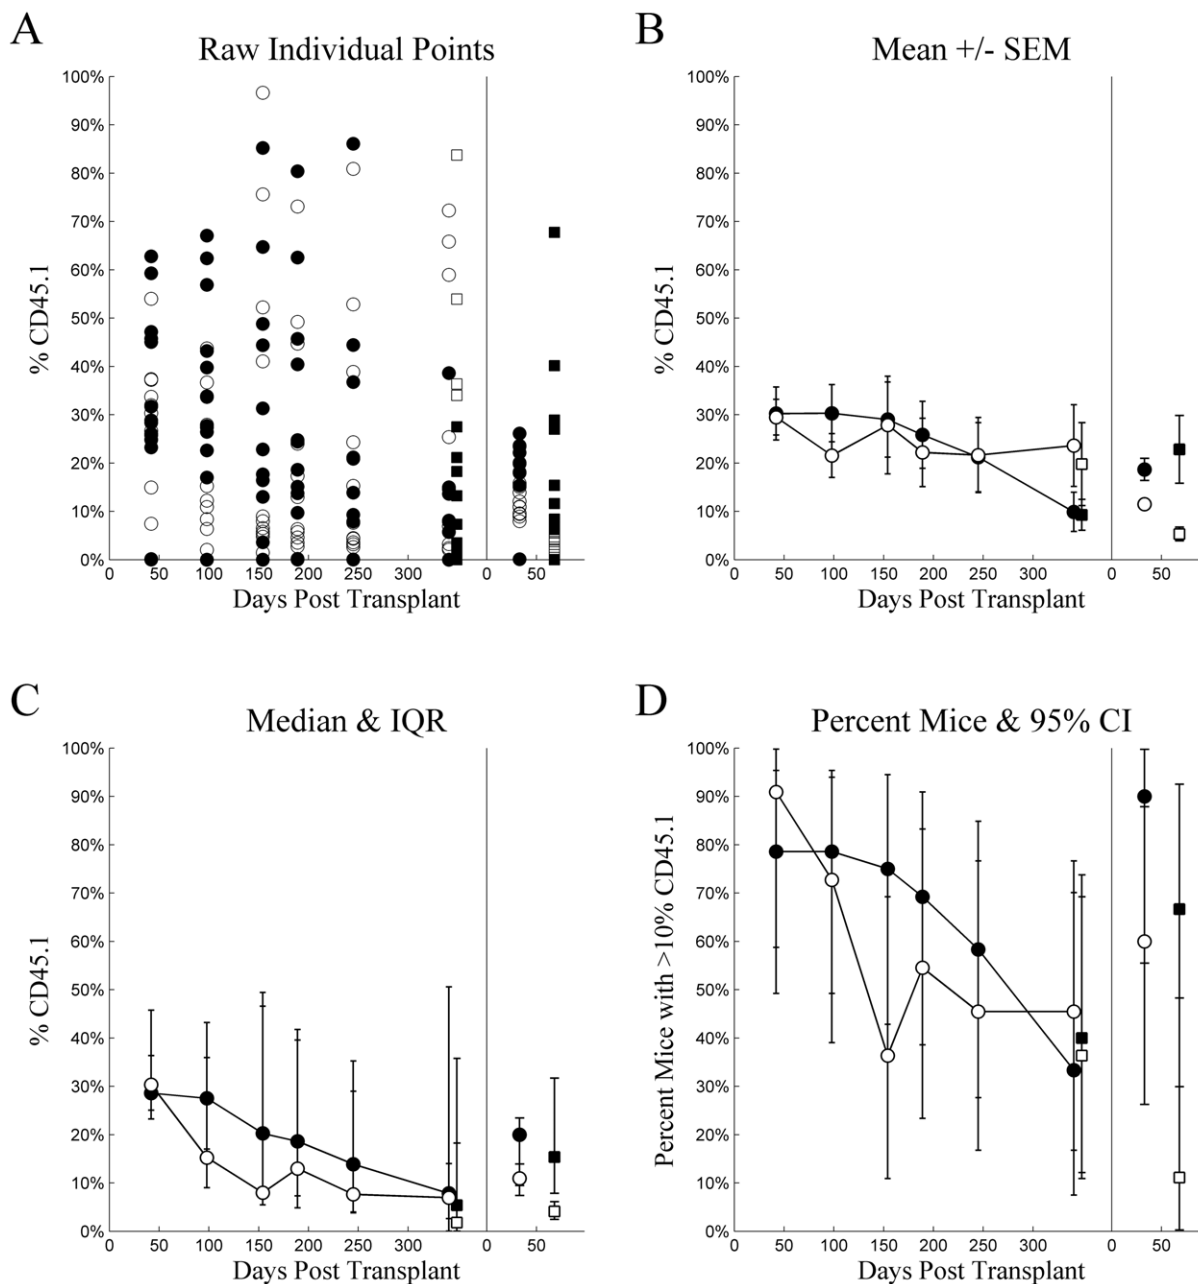 A
Raw Individual Points
100%
90%
80%
70%
60%
50%
40%
30%
20%
10%
0%
% CD45.1
0 50 100 150 200 250 300 0 50
Days Post Transplant
B
Mean +/- SEM
100%
90%
80%
70%
60%
50%
40%
30%
20%
10%
0%
% CD45.1
0 50 100 150 200 250 300 0 50
Days Post Transplant
C
Median & IQR
100%
90%
80%
70%
60%
50%
40%
30%
20%
10%
0%
% CD45.1
0 50 100 150 200 250 300 0 50
Days Post Transplant
D
Percent Mice & 95% CI
100%
90%
80%
70%
60%
50%
40%
30%
20%
10%
0%
Percent Mice with >10% CD45.1
0 50 100 150 200 250 300 0 50
Days Post Transplant